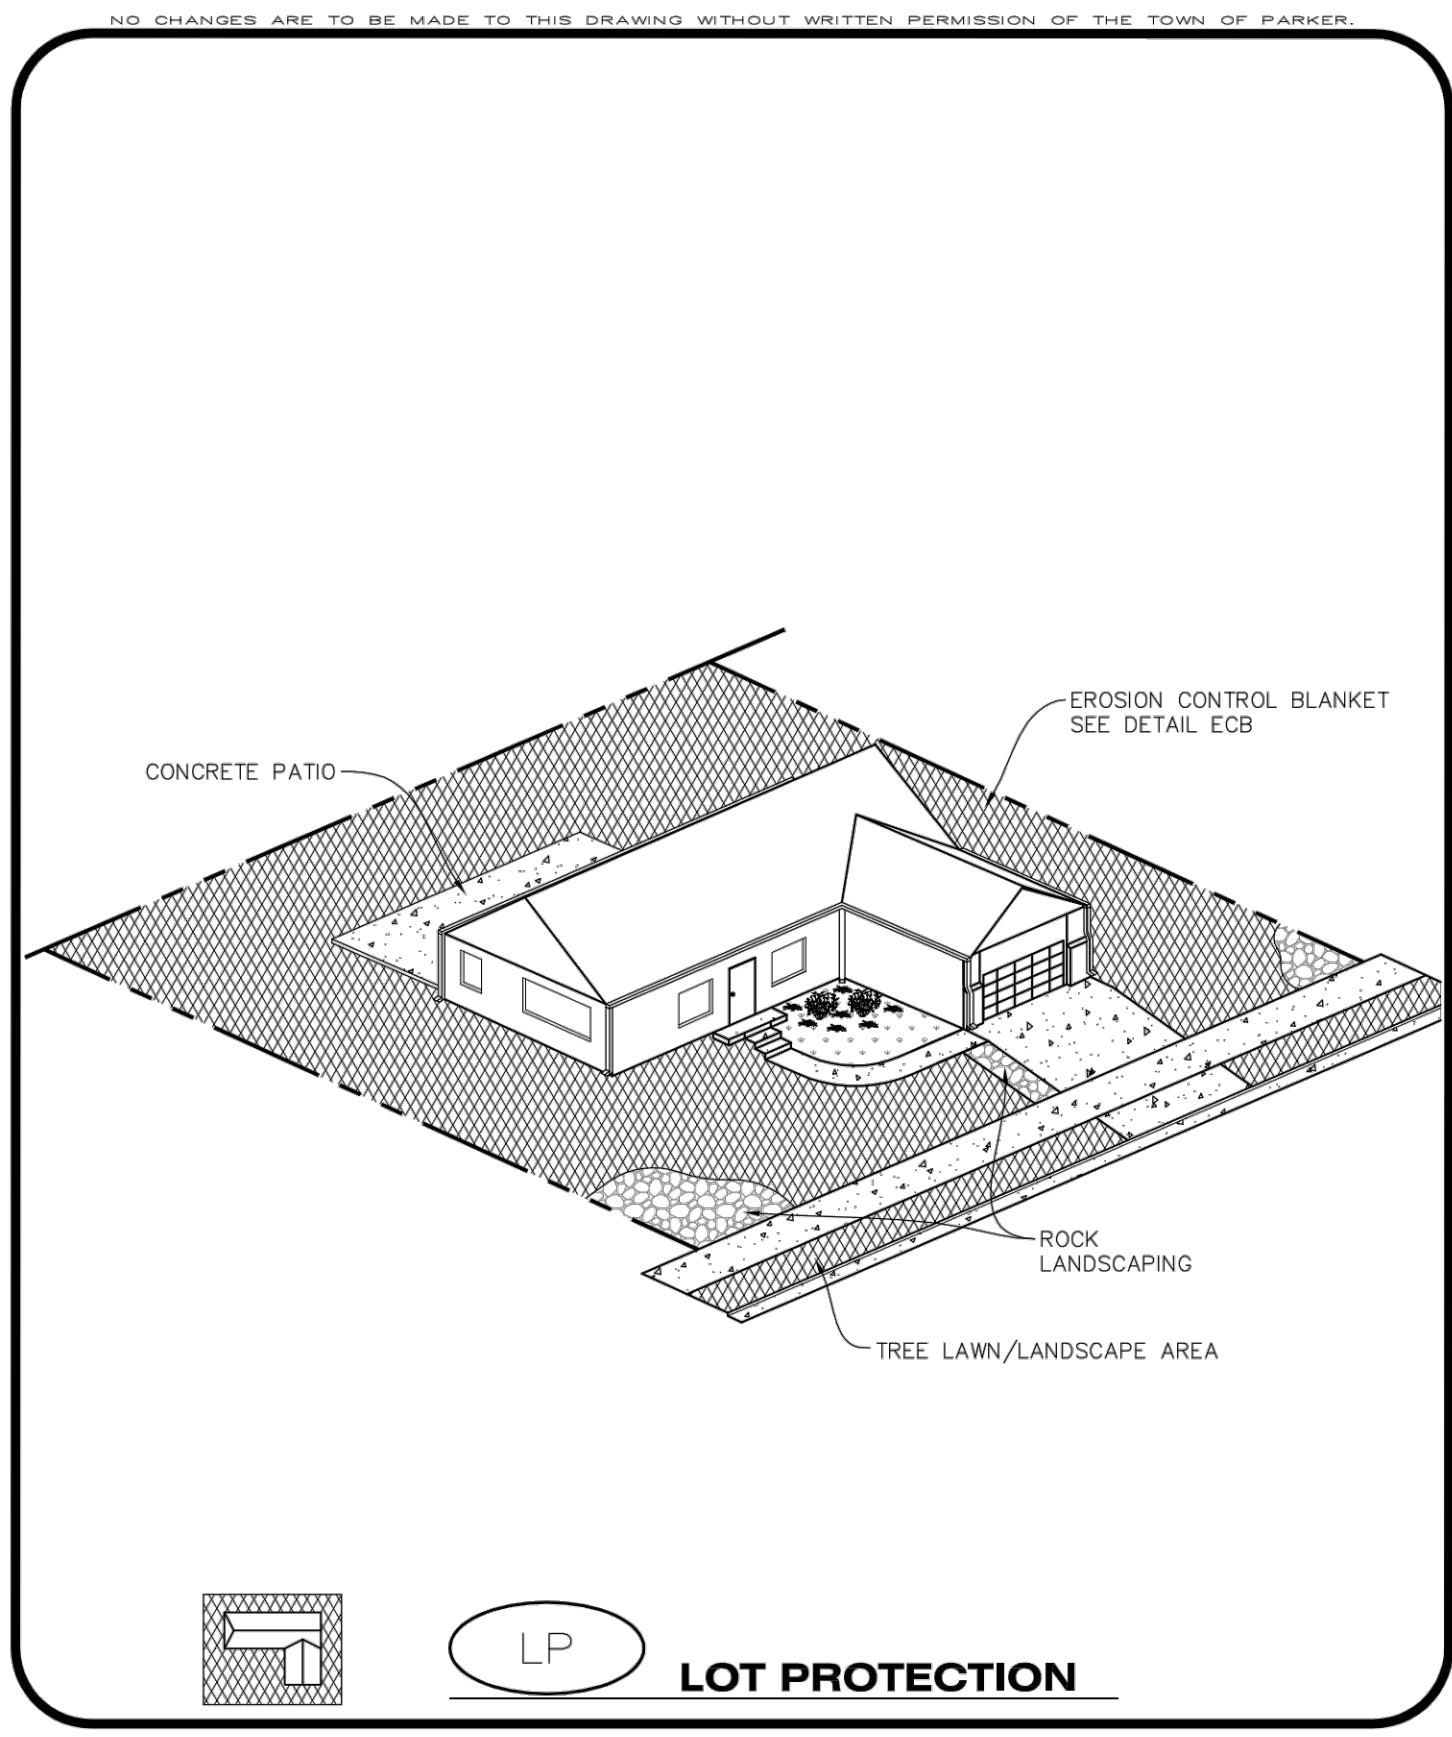 NO CHANGES ARE TO BE MADE TO THIS DRAWING WITHOUT WRITTEN PERMISSION OF THE TOWN OF PARKER.
EROSION CONTROL BLANKET
SEE DETAIL ECB
CONCRETE PATIO
ROCK
LANDSCAPING
TREE LAWN/LANDSCAPE AREA
LP
LOT PROTECTION